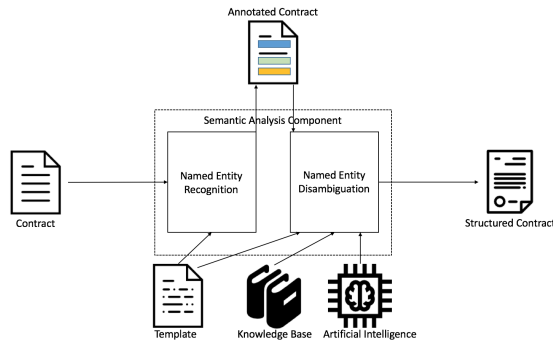 Annotated Contract
Semantic Analysis Component
Named Entity
Recognition
Named Entity
Disambiguation
Contract
Structured Contract
Template
Knowledge Base
Artificial Intelligence